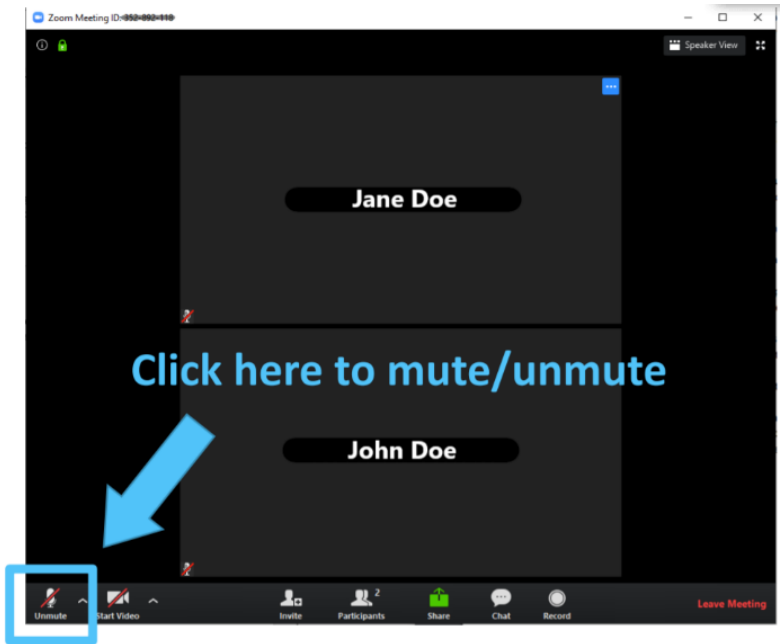 Zoom Meeting ID:
Speaker View
Jane Doe
Click here to mute/unmute
John Doe
Unmute
Start Video
Invite
Participants
2
Share
Chat
Record
Leave Meeting